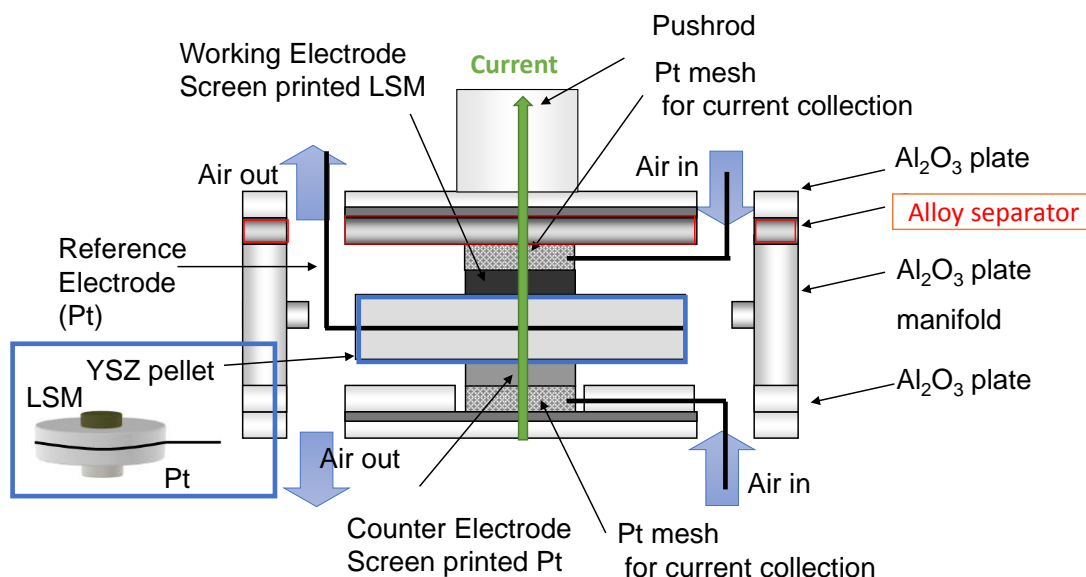 Pushrod
Working Electrode
Screen printed LSM
Current
Pt mesh
for current collection
Air out
Air in
Al₂O₃ plate
Alloy separator
Reference
Electrode
(Pt)
Al₂O₃ plate
manifold
YSZ pellet
Al₂O₃ plate
LSM
Pt
Air out
Air in
Counter Electrode
Screen printed Pt
Pt mesh
for current collection